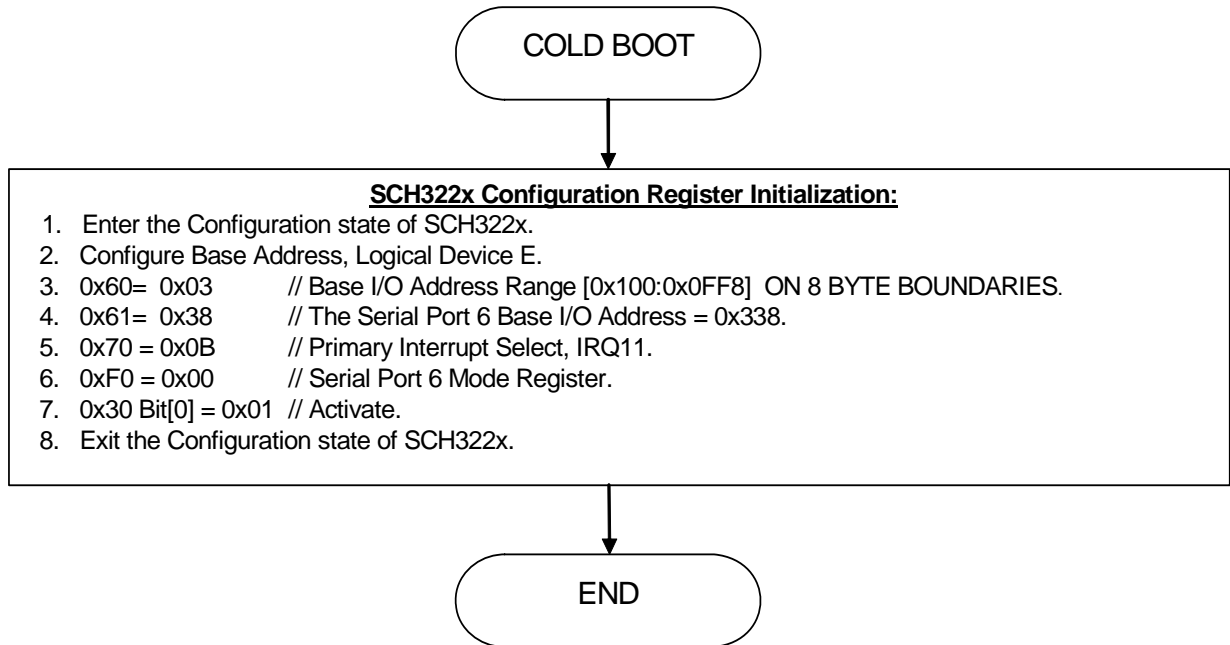 COLD BOOT
SCH322x Configuration Register Initialization:
1. Enter the Configuration state of SCH322x.
2. Configure Base Address, Logical Device E.
3. 0x60= 0x03 // Base I/O Address Range [0x100:0x0FF8] ON 8 BYTE BOUNDARIES.
4. 0x61= 0x38 // The Serial Port 6 Base I/O Address = 0x338.
5. 0x70 = 0x0B // Primary Interrupt Select, IRQ11.
6. 0xF0 = 0x00 // Serial Port 6 Mode Register.
7. 0x30 Bit[0] = 0x01 // Activate.
8. Exit the Configuration state of SCH322x.
END